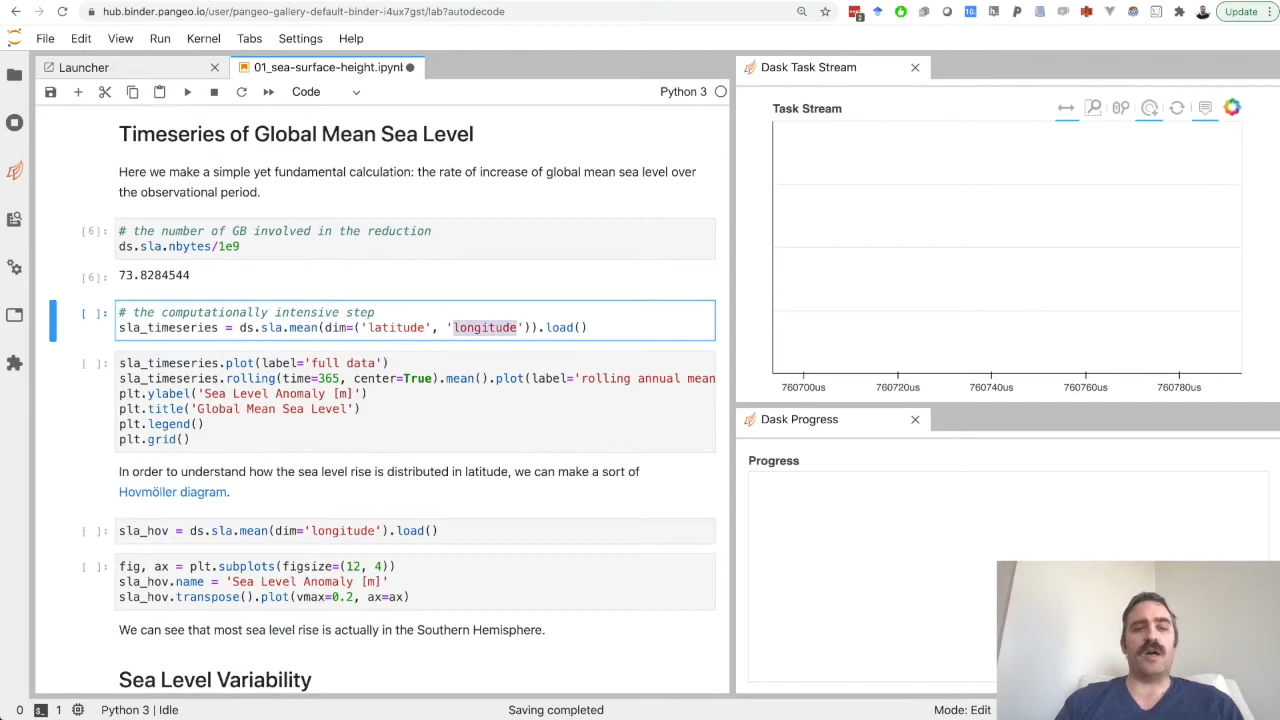 hub.binder.pangeo.io/user/pangeo-gallery-default-binder-i4ux7gst/lab?autodecode
2
10.
Update
File Edit View Run Kernel Tabs Settings Help
Launcher
01_sea-surface-height.ipynb
Dask Task Stream
Code
Python 3
Timeseries of Global Mean Sea Level
Here we make a simple yet fundamental calculation: the rate of increase of global mean sea level over
the observational period.
[6]: # the number of GB involved in the reduction
ds.sla.nbytes/1e9
[6]: 73.8284544
[ ]: # the computationally intensive step
sla_timeseries = ds.sla.mean(dim=('latitude', 'longitude')).load()
[ ]: sla_timeseries.plot(label='full data')
sla_timeseries.rolling(time=365, center=True).mean().plot(label='rolling annual mean
plt.ylabel('Sea Level Anomaly [m]')
plt.title('Global Mean Sea Level')
plt.legend()
plt.grid()
In order to understand how the sea level rise is distributed in latitude, we can make a sort of
Hovmöller diagram.
[ ]: sla_hov = ds.sla.mean(dim='longitude').load()
[ ]: fig, ax = plt.subplots(figsize=(12, 4))
sla_hov.name = 'Sea Level Anomaly [m]'
sla_hov.transpose().plot(vmax=0.2, ax=ax)
We can see that most sea level rise is actually in the Southern Hemisphere.
Sea Level Variability
Task Stream
760700us 760720us 760740us 760760us 760780us
Dask Progress
Progress
0 1 Python 3 | Idle
Saving completed
Mode: Edit